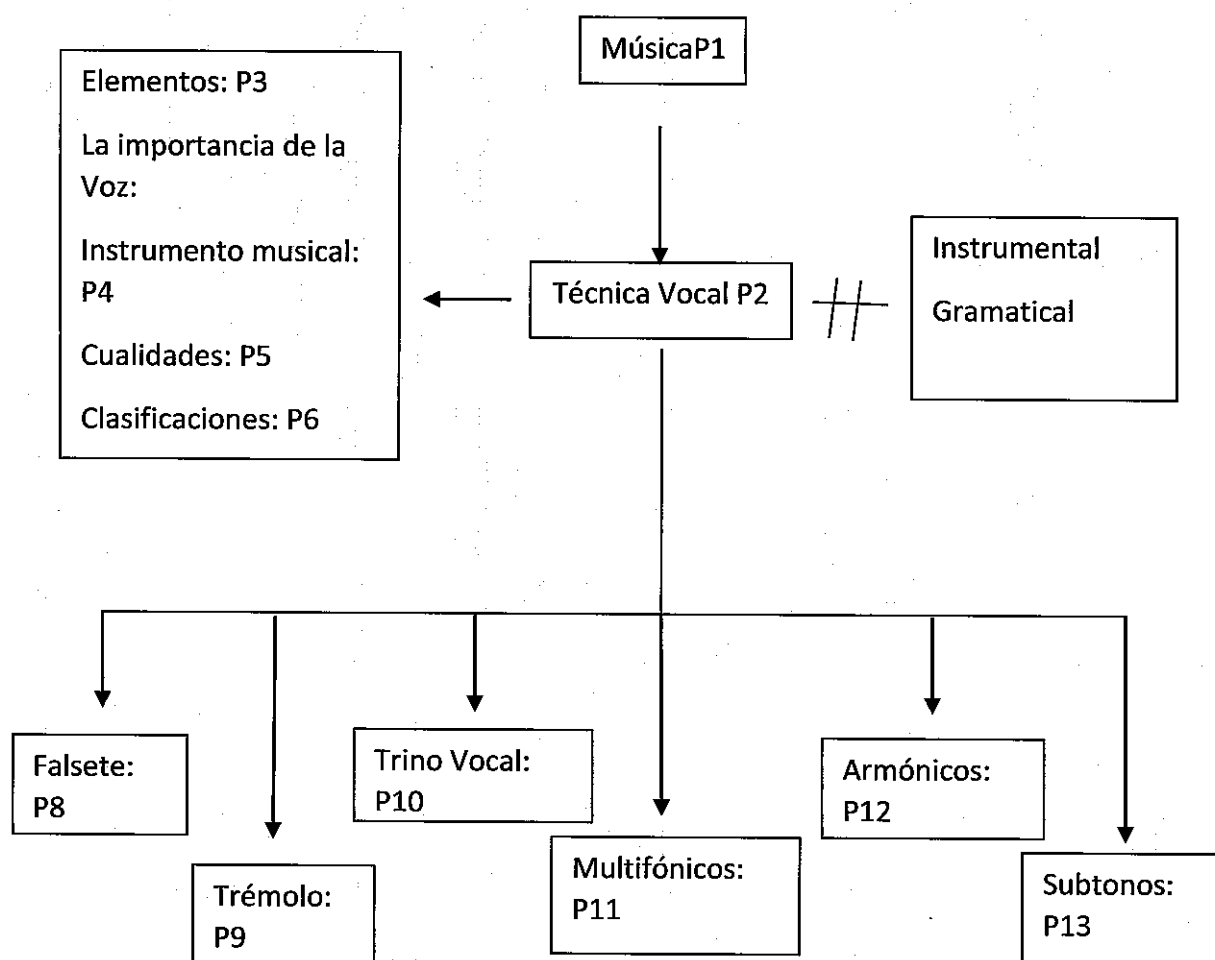 MúsicaP1
Elementos: P3
La importancia de la
Voz:
Instrumento musical:
P4
Cualidades: P5
Clasificaciones: P6
Técnica Vocal P2
Instrumental
Gramatical
Falsete:
P8
Trémolo:
P9
Trino Vocal:
P10
Multifónicos:
P11
Armónicos:
P12
Subtonos:
P13